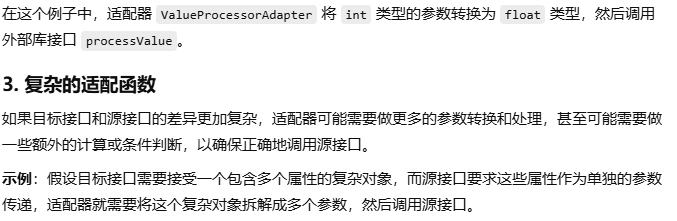 在这个例子中，适配器 ValueProcessorAdapter 将 int 类型的参数转换为 float 类型，然后调用
外部库接口 processValue。
3. 复杂的适配函数
如果目标接口和源接口的差异更加复杂，适配器可能需要做更多的参数转换和处理，甚至可能需要做
一些额外的计算或条件判断，以确保正确地调用源接口。
示例：假设目标接口需要接受一个包含多个属性的复杂对象，而源接口要求这些属性作为单独的参数
传递，适配器就需要将这个复杂对象拆解成多个参数，然后调用源接口。